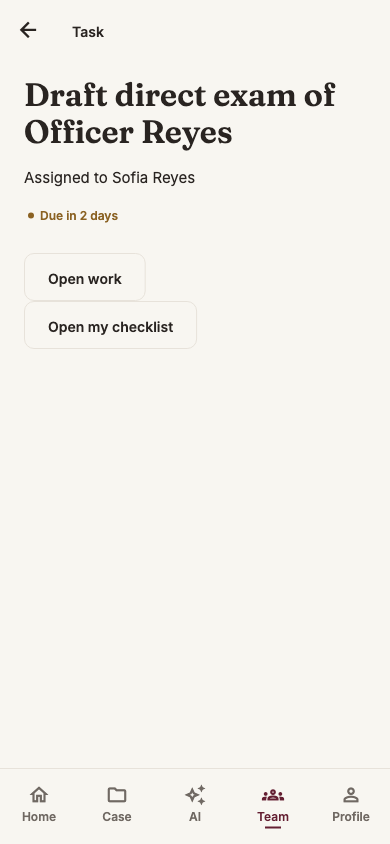 Task
Draft direct exam of
Officer Reyes
Assigned to Sofia Reyes
Due in 2 days
Open work
Open my checklist
Home
Case
AI
Team
Profile